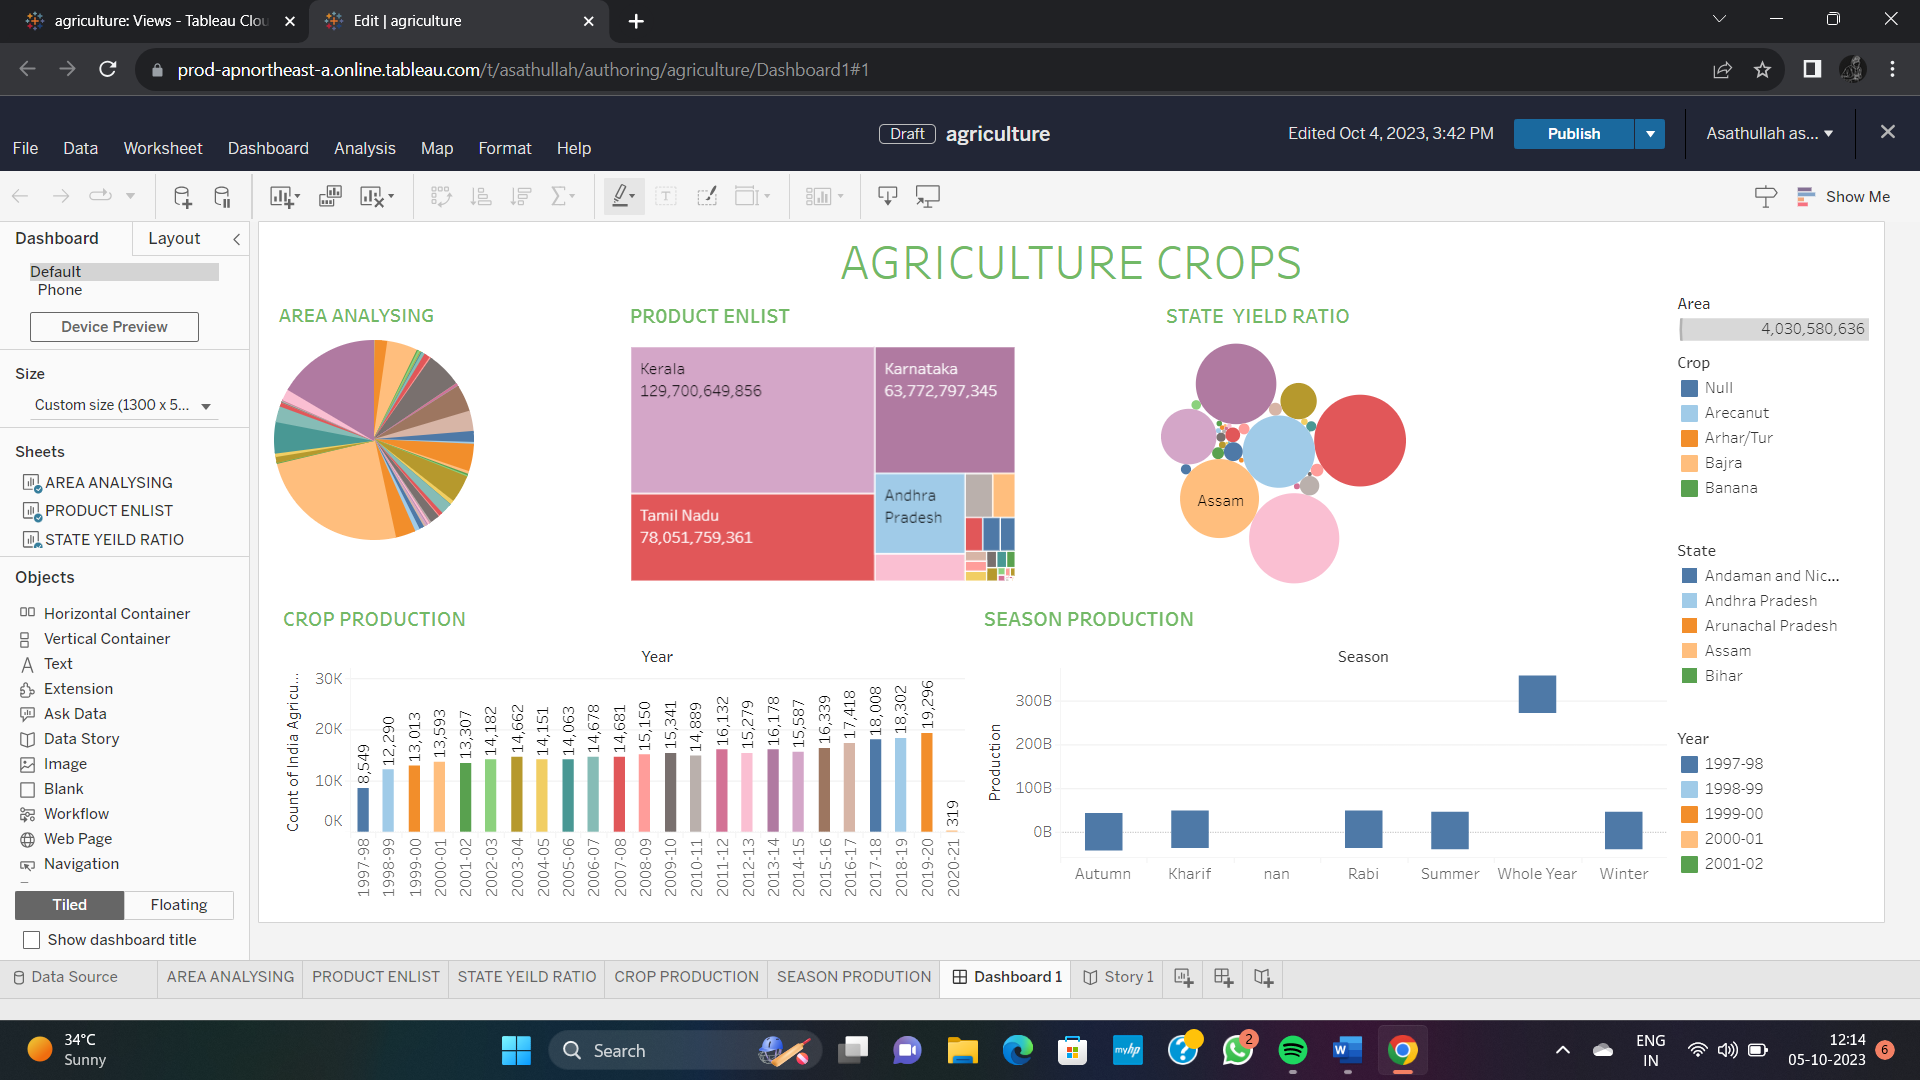 agriculture: Views - Tableau Clou
Edit | agriculture
prod-apnortheast-a.online.tableau.com/t/asathullah/authoring/agriculture/Dashboard1#1
Draft agriculture
Edited Oct 4, 2023, 3:42 PM
Publish
Asathullah as...
File Data Worksheet Dashboard Analysis Map Format Help
Show Me
Dashboard Layout
Default
Phone
Device Preview
Size
Custom size (1300 x 5...
Sheets
AREA ANALYSING
PRODUCT ENLIST
STATE YEILD RATIO
Objects
Horizontal Container
Vertical Container
Text
Extension
Ask Data
Data Story
Image
Blank
Workflow
Web Page
Navigation
Tiled Floating
Show dashboard title
AGRICULTURE CROPS
AREA ANALYSING
PR0DUCT ENLIST
Kerala
129,700,649,856
Karnataka
63,772,797,345
Tamil Nadu
78,051,759,361
Andhra
Pradesh
STATE YIELD RATIO
Assam
CROP PRODUCTION
Year
Count of India Agricu...
30K
20K
10K
0K
8,549
12,290
13,013
13,593
13,307
14,182
14,662
14,151
14,063
14,678
14,681
15,150
15,341
14,889
16,132
15,279
16,178
15,587
16,339
17,418
18,008
18,302
19,296
319
1997-98
1998-99
1999-00
2000-01
2001-02
2002-03
2003-04
2004-05
2005-06
2006-07
2007-08
2008-09
2009-10
2010-11
2011-12
2012-13
2013-14
2014-15
2015-16
2016-17
2017-18
2018-19
2019-20
2020-21
SEASON PRODUCTION
Season
Production
300B
200B
100B
0B
Autumn Kharif nan Rabi Summer Whole Year Winter
Area
4,030,580,636
Crop
Null
Arecanut
Arhar/Tur
Bajra
Banana
State
Andaman and Nic...
Andhra Pradesh
Arunachal Pradesh
Assam
Bihar
Year
1997-98
1998-99
1999-00
2000-01
2001-02
Data Source AREA ANALYSING PRODUCT ENLIST STATE YEILD RATIO CROP PRODUCTION SEASON PRODUTION Dashboard 1 Story 1
34°C
Sunny
Search
myhp
2
ENG
IN
12:14
05-10-2023
6